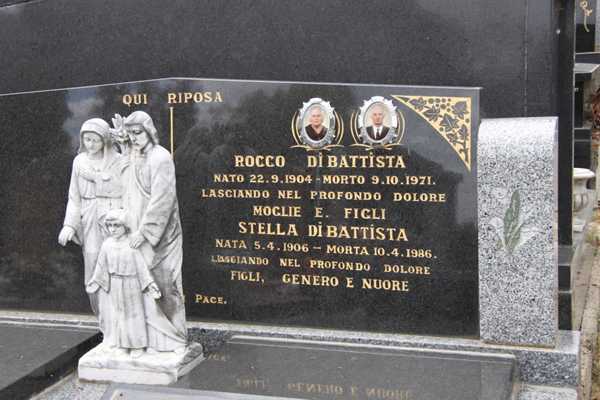 QUI RIPOSA
ROCCO DI BATTISTA
NATO 22.9.1904 - MORTO 9.10.1971.
LASCIANDO NEL PROFONDO DOLORE
MOGLIE E. FIGLI
STELLA DI BATTISTA
NATA 5.4.1906 - MORTA 10.4.1986.
LASCIANDO NEL PROFONDO DOLORE
FIGLI, GENERO E NUORE
PACE.